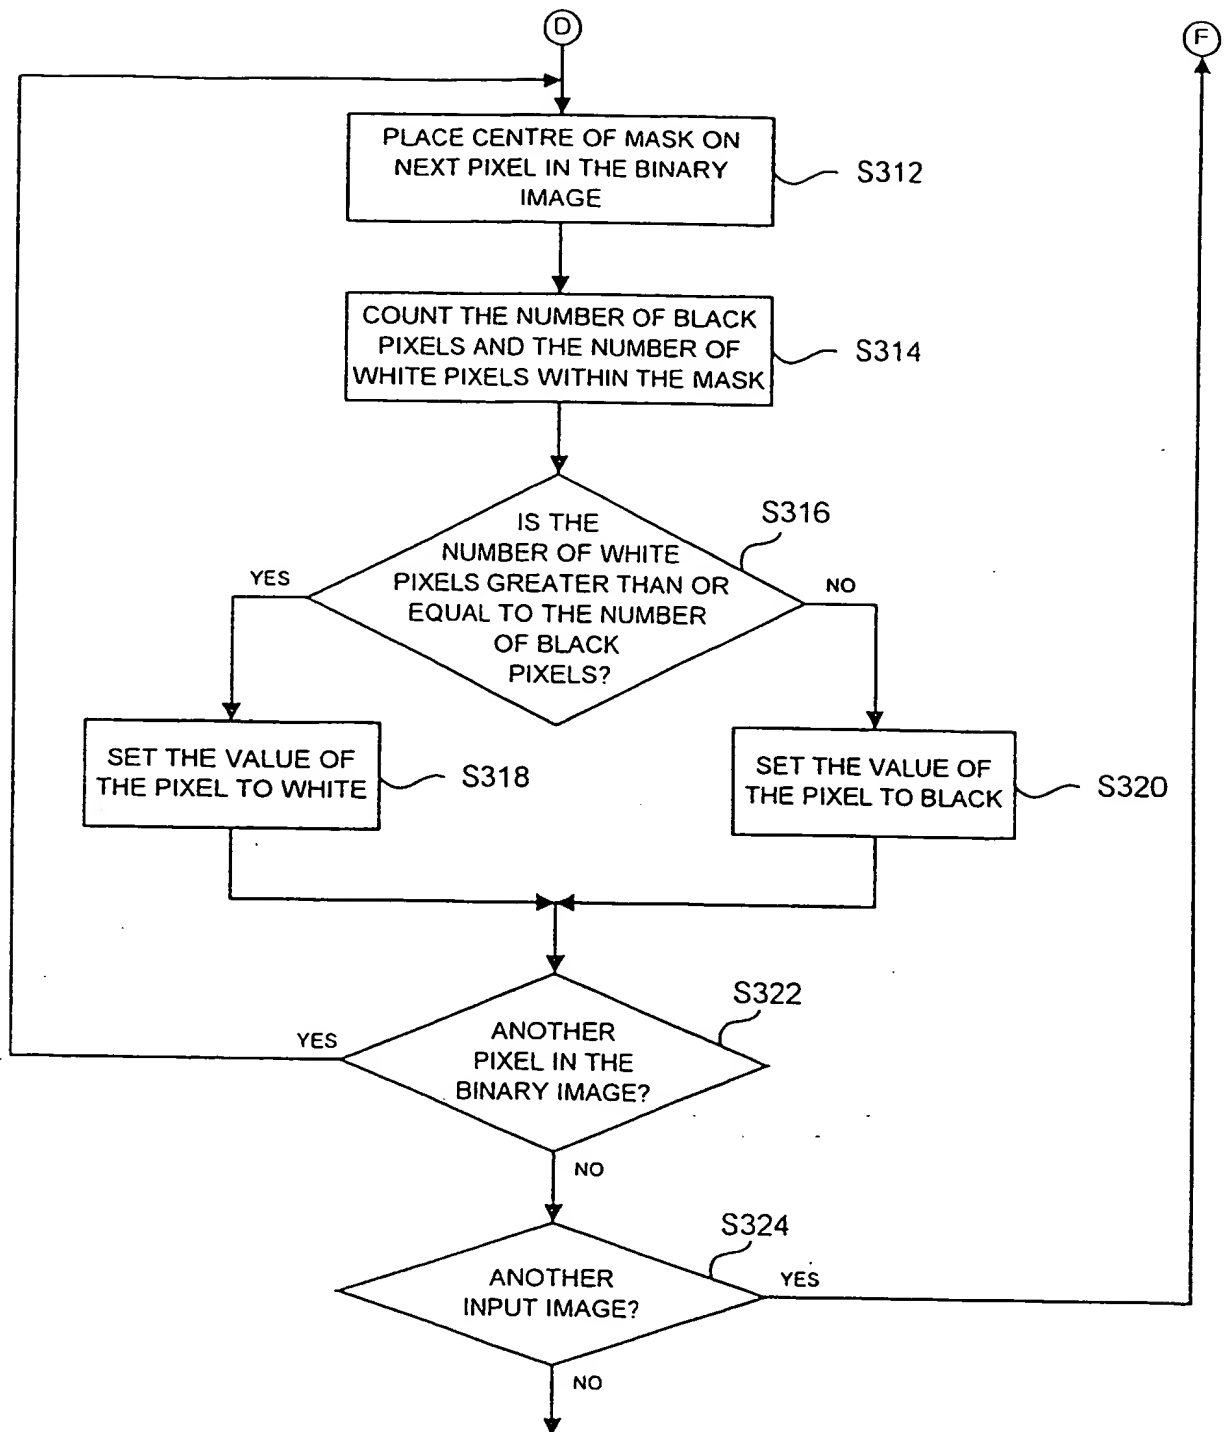 D
F
PLACE CENTRE OF MASK ON
NEXT PIXEL IN THE BINARY
IMAGE
S312
COUNT THE NUMBER OF BLACK
PIXELS AND THE NUMBER OF
WHITE PIXELS WITHIN THE MASK
S314
S316
IS THE
NUMBER OF WHITE
PIXELS GREATER THAN OR
EQUAL TO THE NUMBER
OF BLACK
PIXELS?
YES
NO
SET THE VALUE OF
THE PIXEL TO WHITE
S318
SET THE VALUE OF
THE PIXEL TO BLACK
S320
S322
ANOTHER
PIXEL IN THE
BINARY IMAGE?
YES
NO
S324
ANOTHER
INPUT IMAGE?
YES
NO